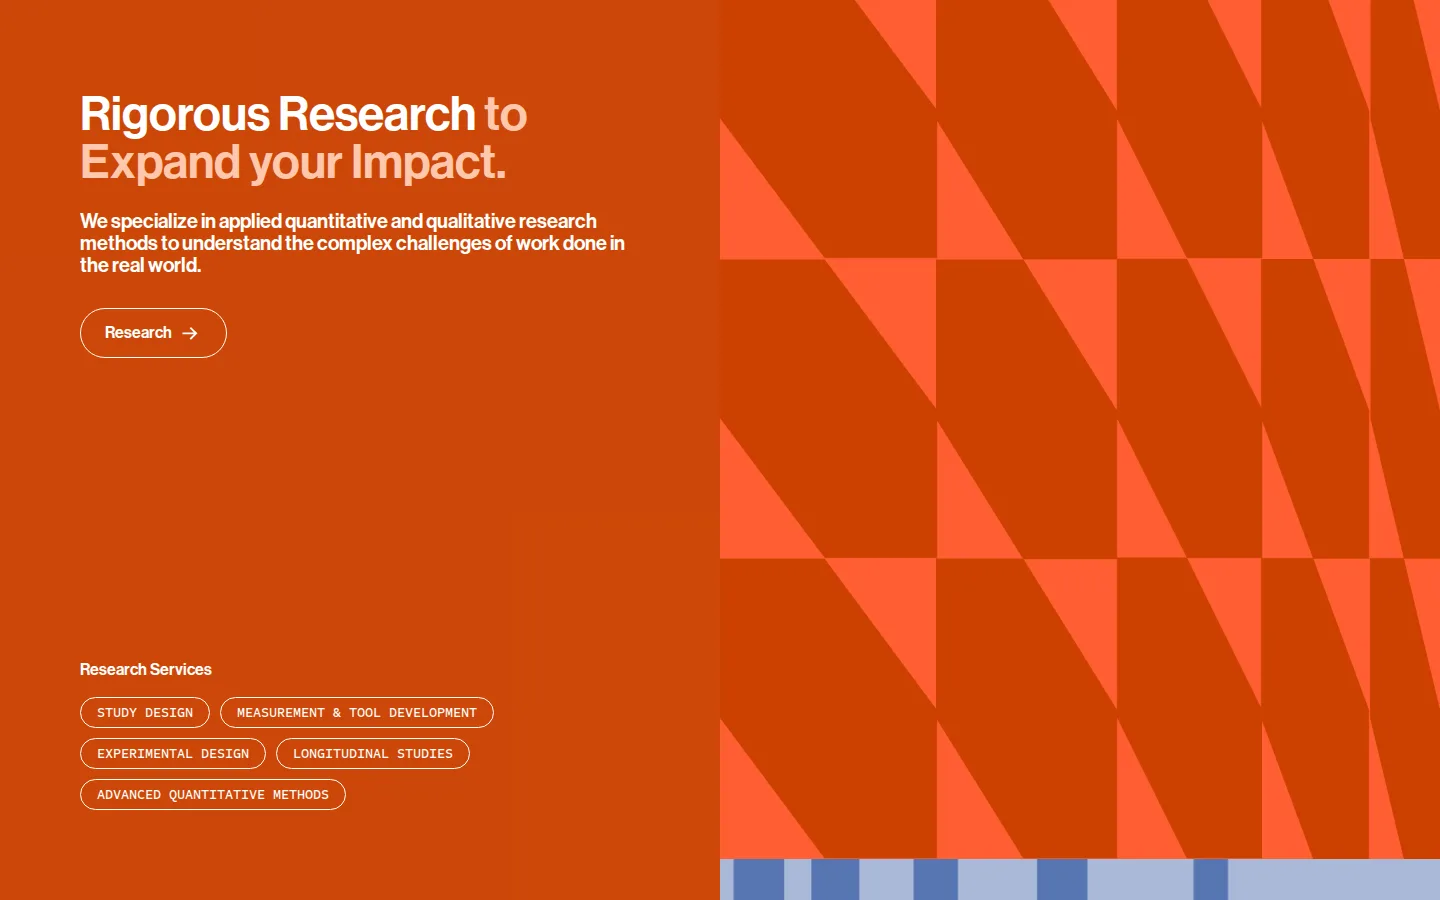 Rigorous Research to
Expand your Impact.
We specialize in applied quantitative and qualitative research
methods to understand the complex challenges of work done in
the real world.
Research →
Research Services
STUDY DESIGN
MEASUREMENT & TOOL DEVELOPMENT
EXPERIMENTAL DESIGN
LONGITUDINAL STUDIES
ADVANCED QUANTITATIVE METHODS